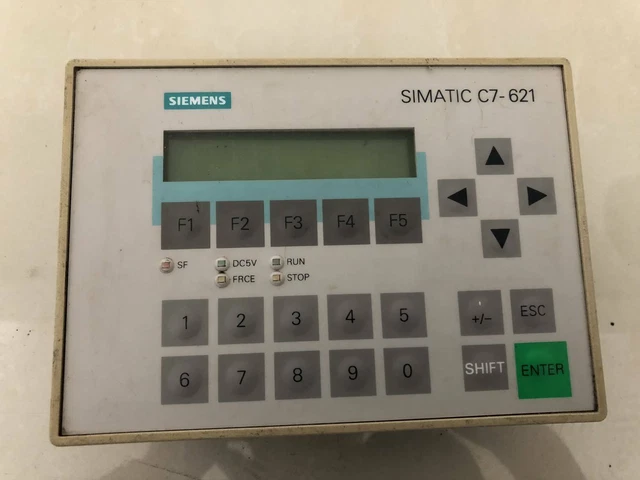 SIEMENS
SIMATIC C7-621
F1 F2 F3 F4 F5
SF DC5V RUN
FRCE STOP
1 2 3 4 5 +/- ESC
6 7 8 9 0 SHIFT ENTER